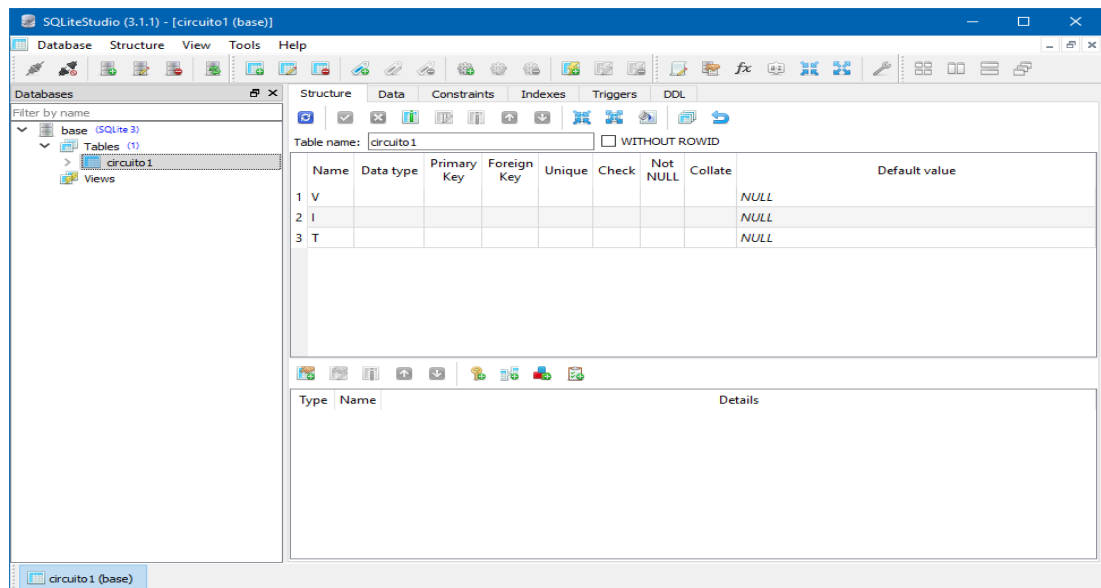 SQLiteStudio (3.1.1) - [circuito1 (base)]
Database Structure View Tools Help
Databases
Filter by name
base (SQLite 3)
Tables (1)
circuito1
Views
Structure Data Constraints Indexes Triggers DDL
Table name: circuito1 WITHOUT ROWID
Name Data type Primary Key Foreign Key Unique Check Not NULL Collate Default value
1 V NULL
2 I NULL
3 T NULL
Type Name Details
circuito1 (base)